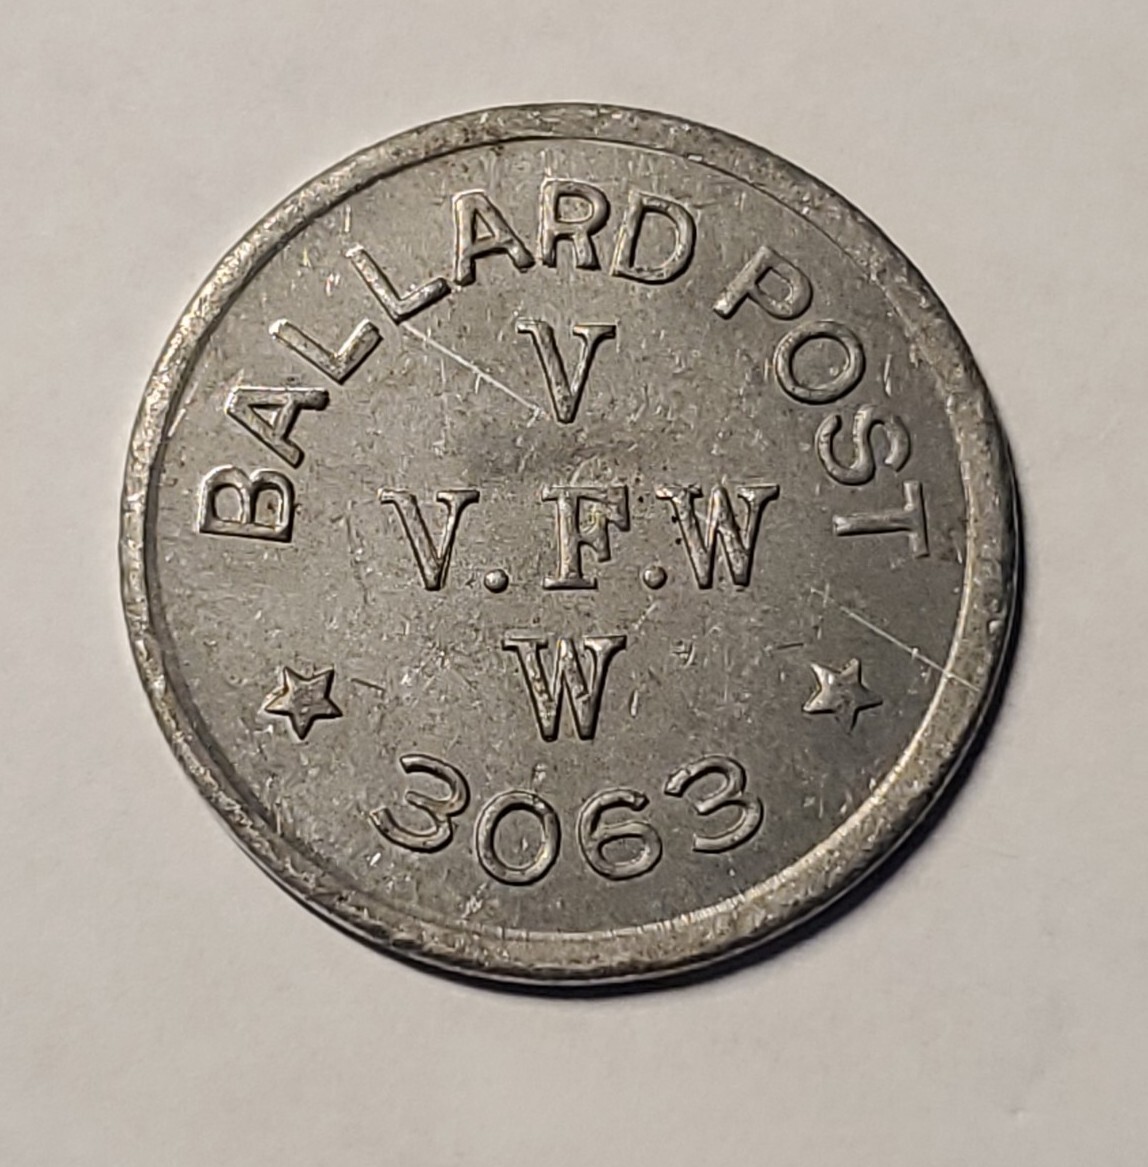 BALLARD POST
V
V.F.W
W
3063